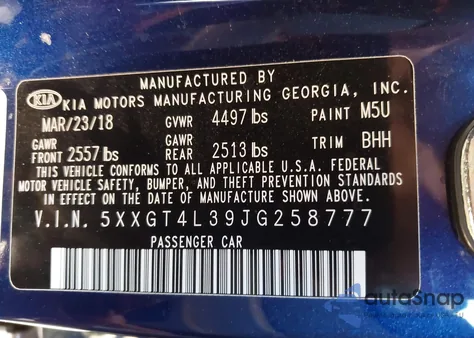 MANUFACTURED BY
KIA KIA MOTORS MANUFACTURING GEORGIA, INC.
MAR/23/18 GVWR 4497 lbs PAINT M5U
GAWR FRONT 2557 lbs GAWR REAR 2513 lbs TRIM BHH
THIS VEHICLE CONFORMS TO ALL APPLICABLE U.S.A. FEDERAL
MOTOR VEHICLE SAFETY, BUMPER, AND THEFT PREVENTION STANDARDS
IN EFFECT ON THE DATE OF MANUFACTURE SHOWN ABOVE.
V.I.N. 5XXGT4L39JG258777
PASSENGER CAR
autoSnap